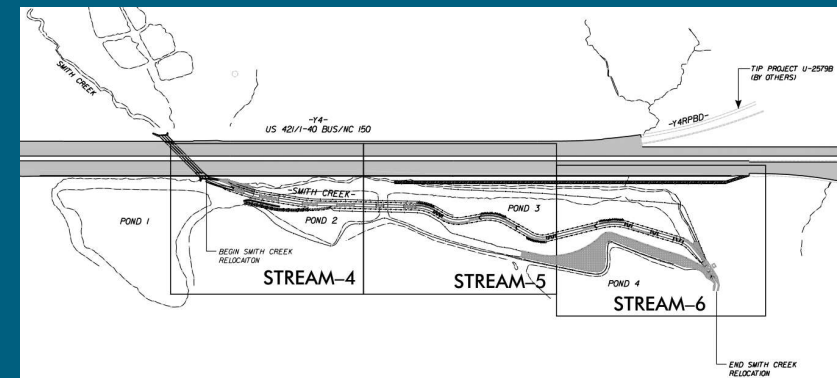 SMITH CREEK
-Y4-
US 421/I-40 BUS/NC 150
TIP PROJECT U-2579B
(BY OTHERS)
-Y4RPBD-
-SMITH CREEK-
POND 1
POND 2
POND 3
BEGIN SMITH CREEK
RELOCAITON
STREAM-4
STREAM-5
POND 4
STREAM-6
END SMITH CREEK
RELOCATION